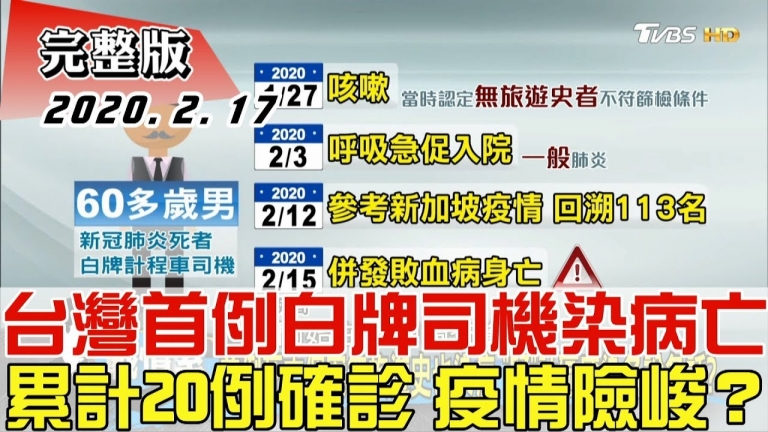 TVBS HD
完整版
2020.2.17
2020
1/27
咳嗽
當時認定無旅遊史者不符篩檢條件
2020
2/3
呼吸急促入院
一般肺炎
60多歲男
新冠肺炎死者
白牌計程車司機
2020
2/12
參考新加坡疫情 回溯113名
2020
2/15
併發敗血病身亡
台灣首例白牌司機染病亡
累計20例確診 疫情險峻?